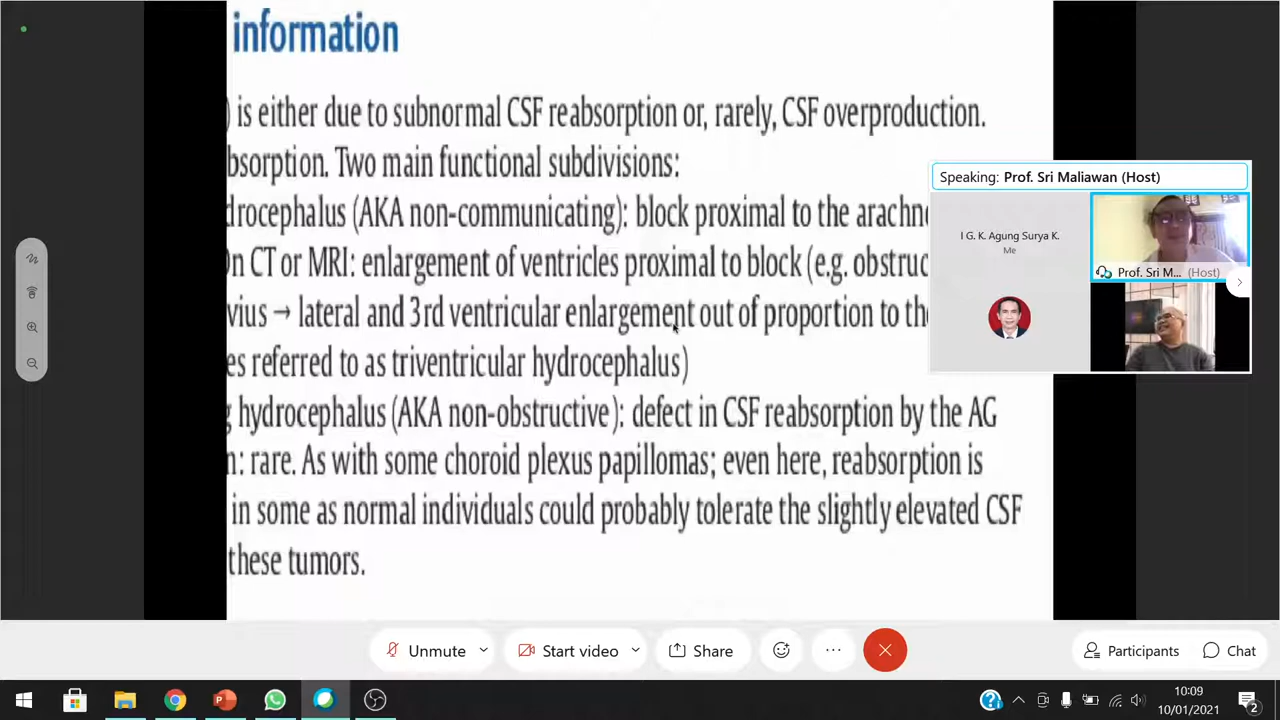 information
) is either due to subnormal CSF reabsorption or, rarely, CSF overproduction.
bsorption. Two main functional subdivisions:
drocephalus (AKA non-communicating): block proximal to the arachn
n CT or MRI: enlargement of ventricles proximal to block (e.g. obstruc
vius → lateral and 3rd ventricular enlargement out of proportion to th
es referred to as triventricular hydrocephalus)
g hydrocephalus (AKA non-obstructive): defect in CSF reabsorption by the AG
n: rare. As with some choroid plexus papillomas; even here, reabsorption is
in some as normal individuals could probably tolerate the slightly elevated CSF
these tumors.
Speaking: Prof. Sri Maliawan (Host)
I G. K. Agung Surya K.
Me
Prof. Sri M... (Host)
Unmute
Start video
Share
Participants
Chat
10:09
10/01/2021
2